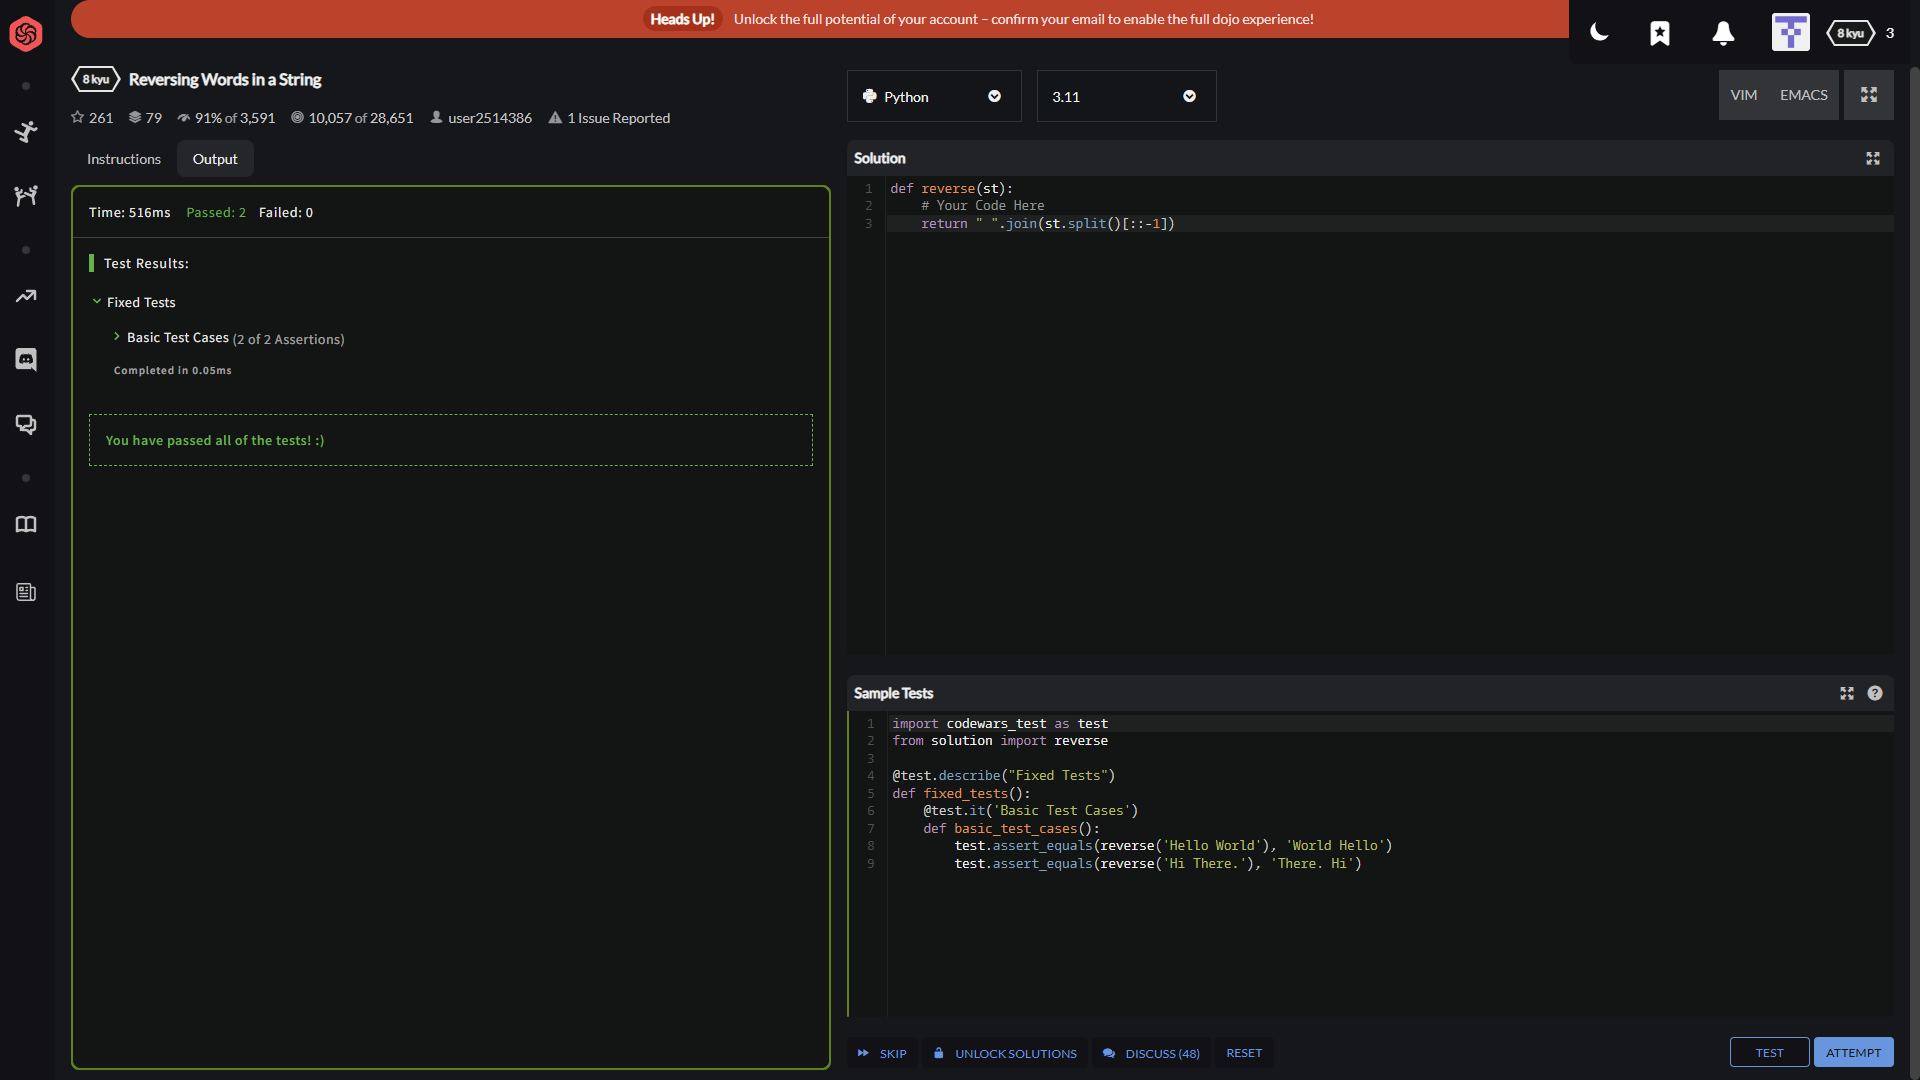 Heads Up! Unlock the full potential of your account – confirm your email to enable the full dojo experience!
8 kyu 3
8 kyu Reversing Words in a String
261 79 91% of 3,591 10,057 of 28,651 user2514386 1 Issue Reported
Instructions Output
Time: 516ms Passed: 2 Failed: 0
Test Results:
Fixed Tests
Basic Test Cases (2 of 2 Assertions)
Completed in 0.05ms
You have passed all of the tests! :)
Python 3.11 VIM EMACS
Solution
1 def reverse(st):
2 # Your Code Here
3 return " ".join(st.split()[::-1])
Sample Tests
1 import codewars_test as test
2 from solution import reverse
3
4 @test.describe("Fixed Tests")
5 def fixed_tests():
6 @test.it('Basic Test Cases')
7 def basic_test_cases():
8 test.assert_equals(reverse('Hello World'), 'World Hello')
9 test.assert_equals(reverse('Hi There.'), 'There. Hi')
SKIP UNLOCK SOLUTIONS DISCUSS (48) RESET TEST ATTEMPT